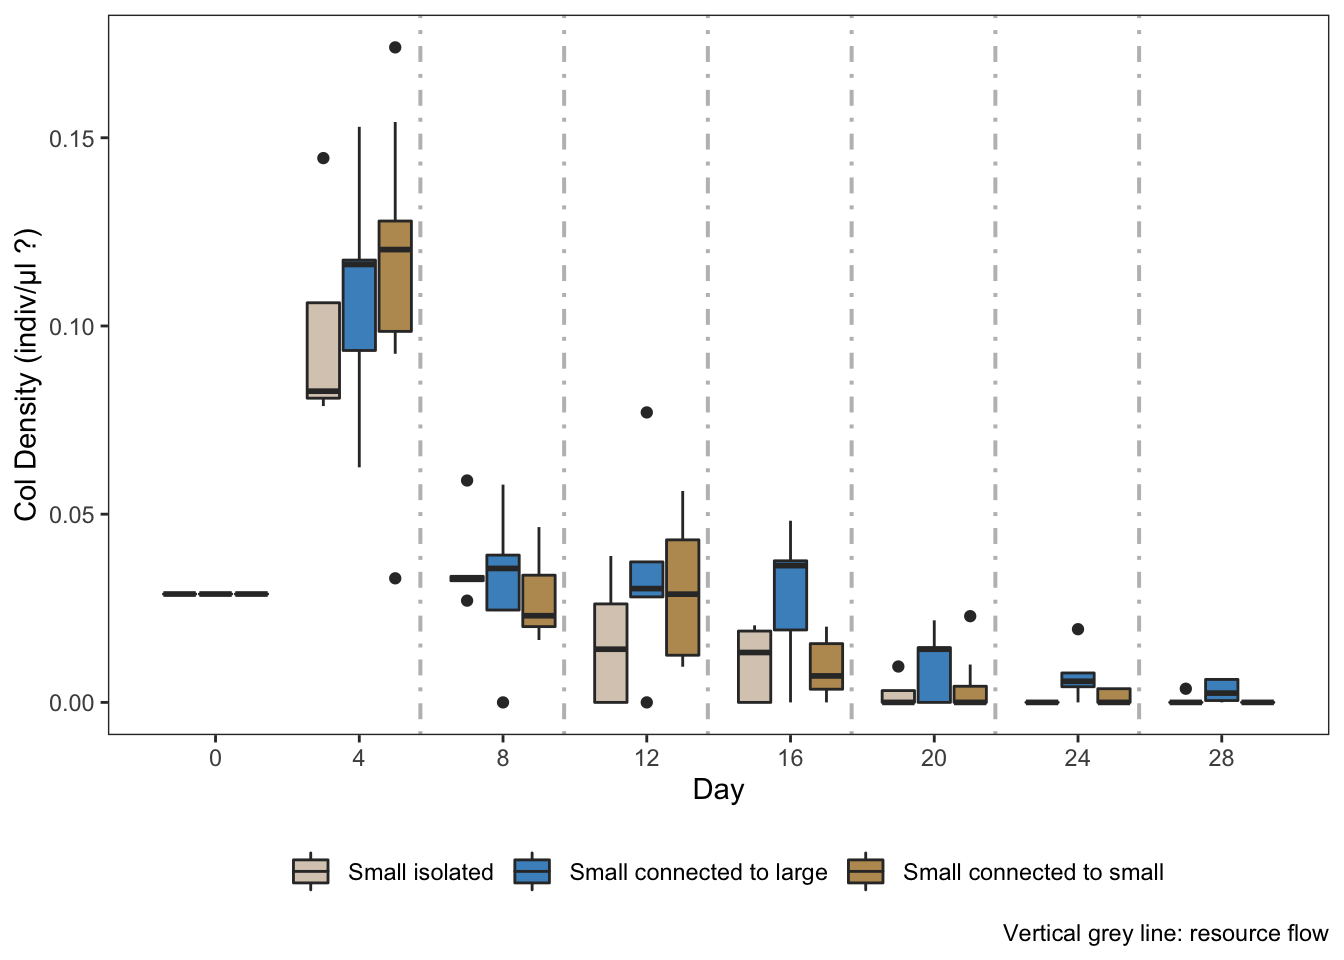 Col Density (indiv/μl ?)
0.15
0.10
0.05
0.00
0 4 8 12 16 20 24 28
Day
Small isolated Small connected to large Small connected to small
Vertical grey line: resource flow